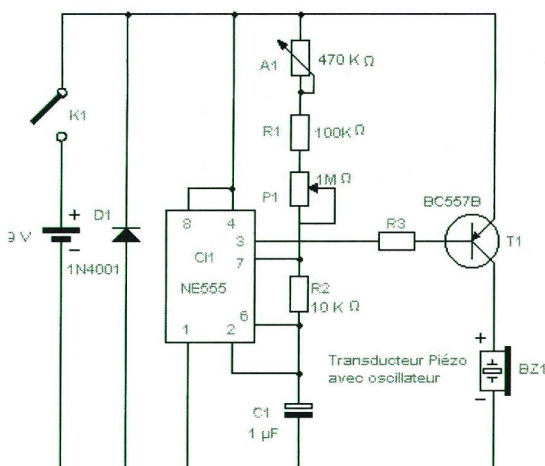 A1
470 K Ω
K1
R1
100K Ω
1M Ω
P1
BC557B
+
9 V
−
D1
1N4001
8
4
3
R3
T1
CI1
7
NE555
R2
10 K Ω
6
1
2
Transducteur Piézo
avec oscillateur
+
BZ1
−
C1
1 µF